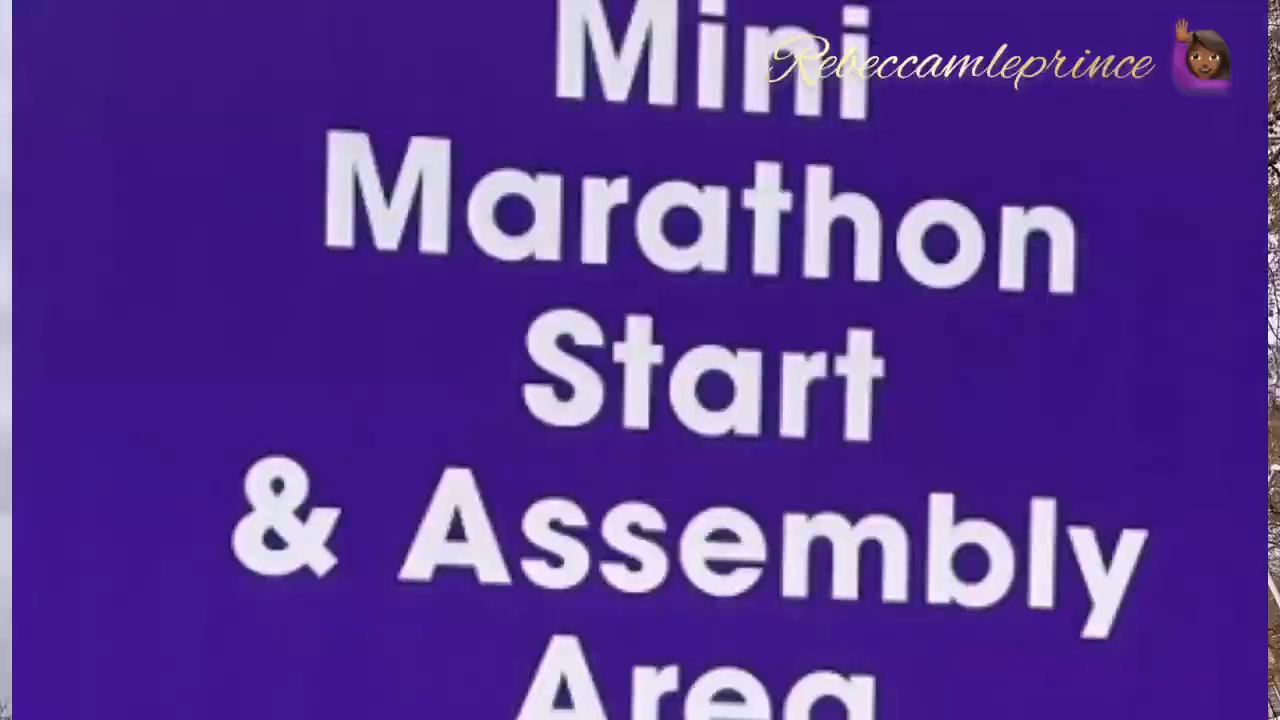 Mini
Rebeccamleprince
Marathon
Start
& Assembly
Area